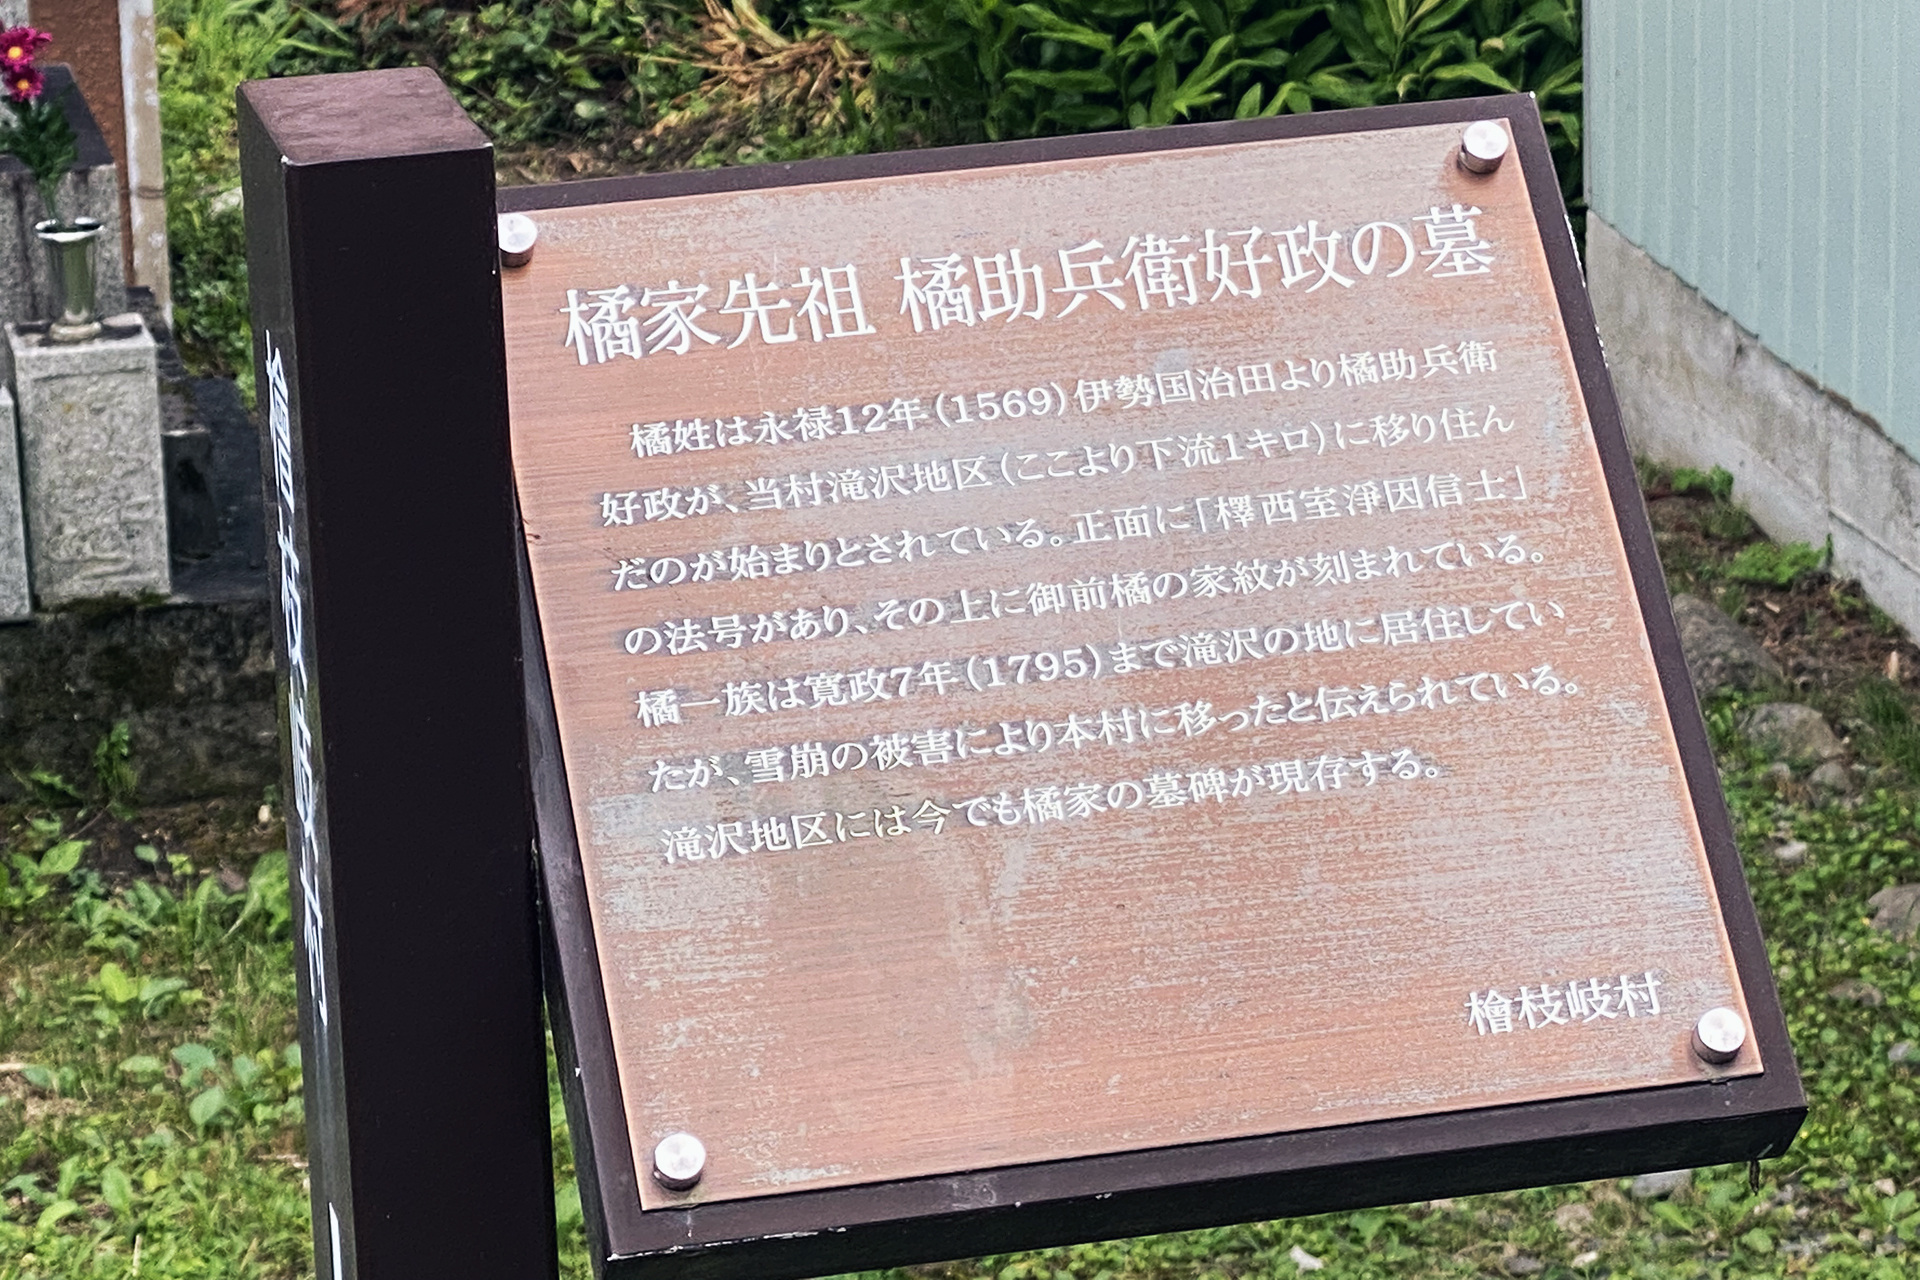 橘家先祖 橘助兵衛好政の墓
橘姓は永禄12年(1569)伊勢国治田より橘助兵衛
好政が、当村滝沢地区(ここより下流1キロ)に移り住ん
だのが始まりとされている。正面に「檡西室淨因信士」
の法号があり、その上に御前橘の家紋が刻まれている。
橘一族は寛政7年(1795)まで滝沢の地に居住してい
たが、雪崩の被害により本村に移ったと伝えられている。
滝沢地区には今でも橘家の墓碑が現存する。
檜枝岐村